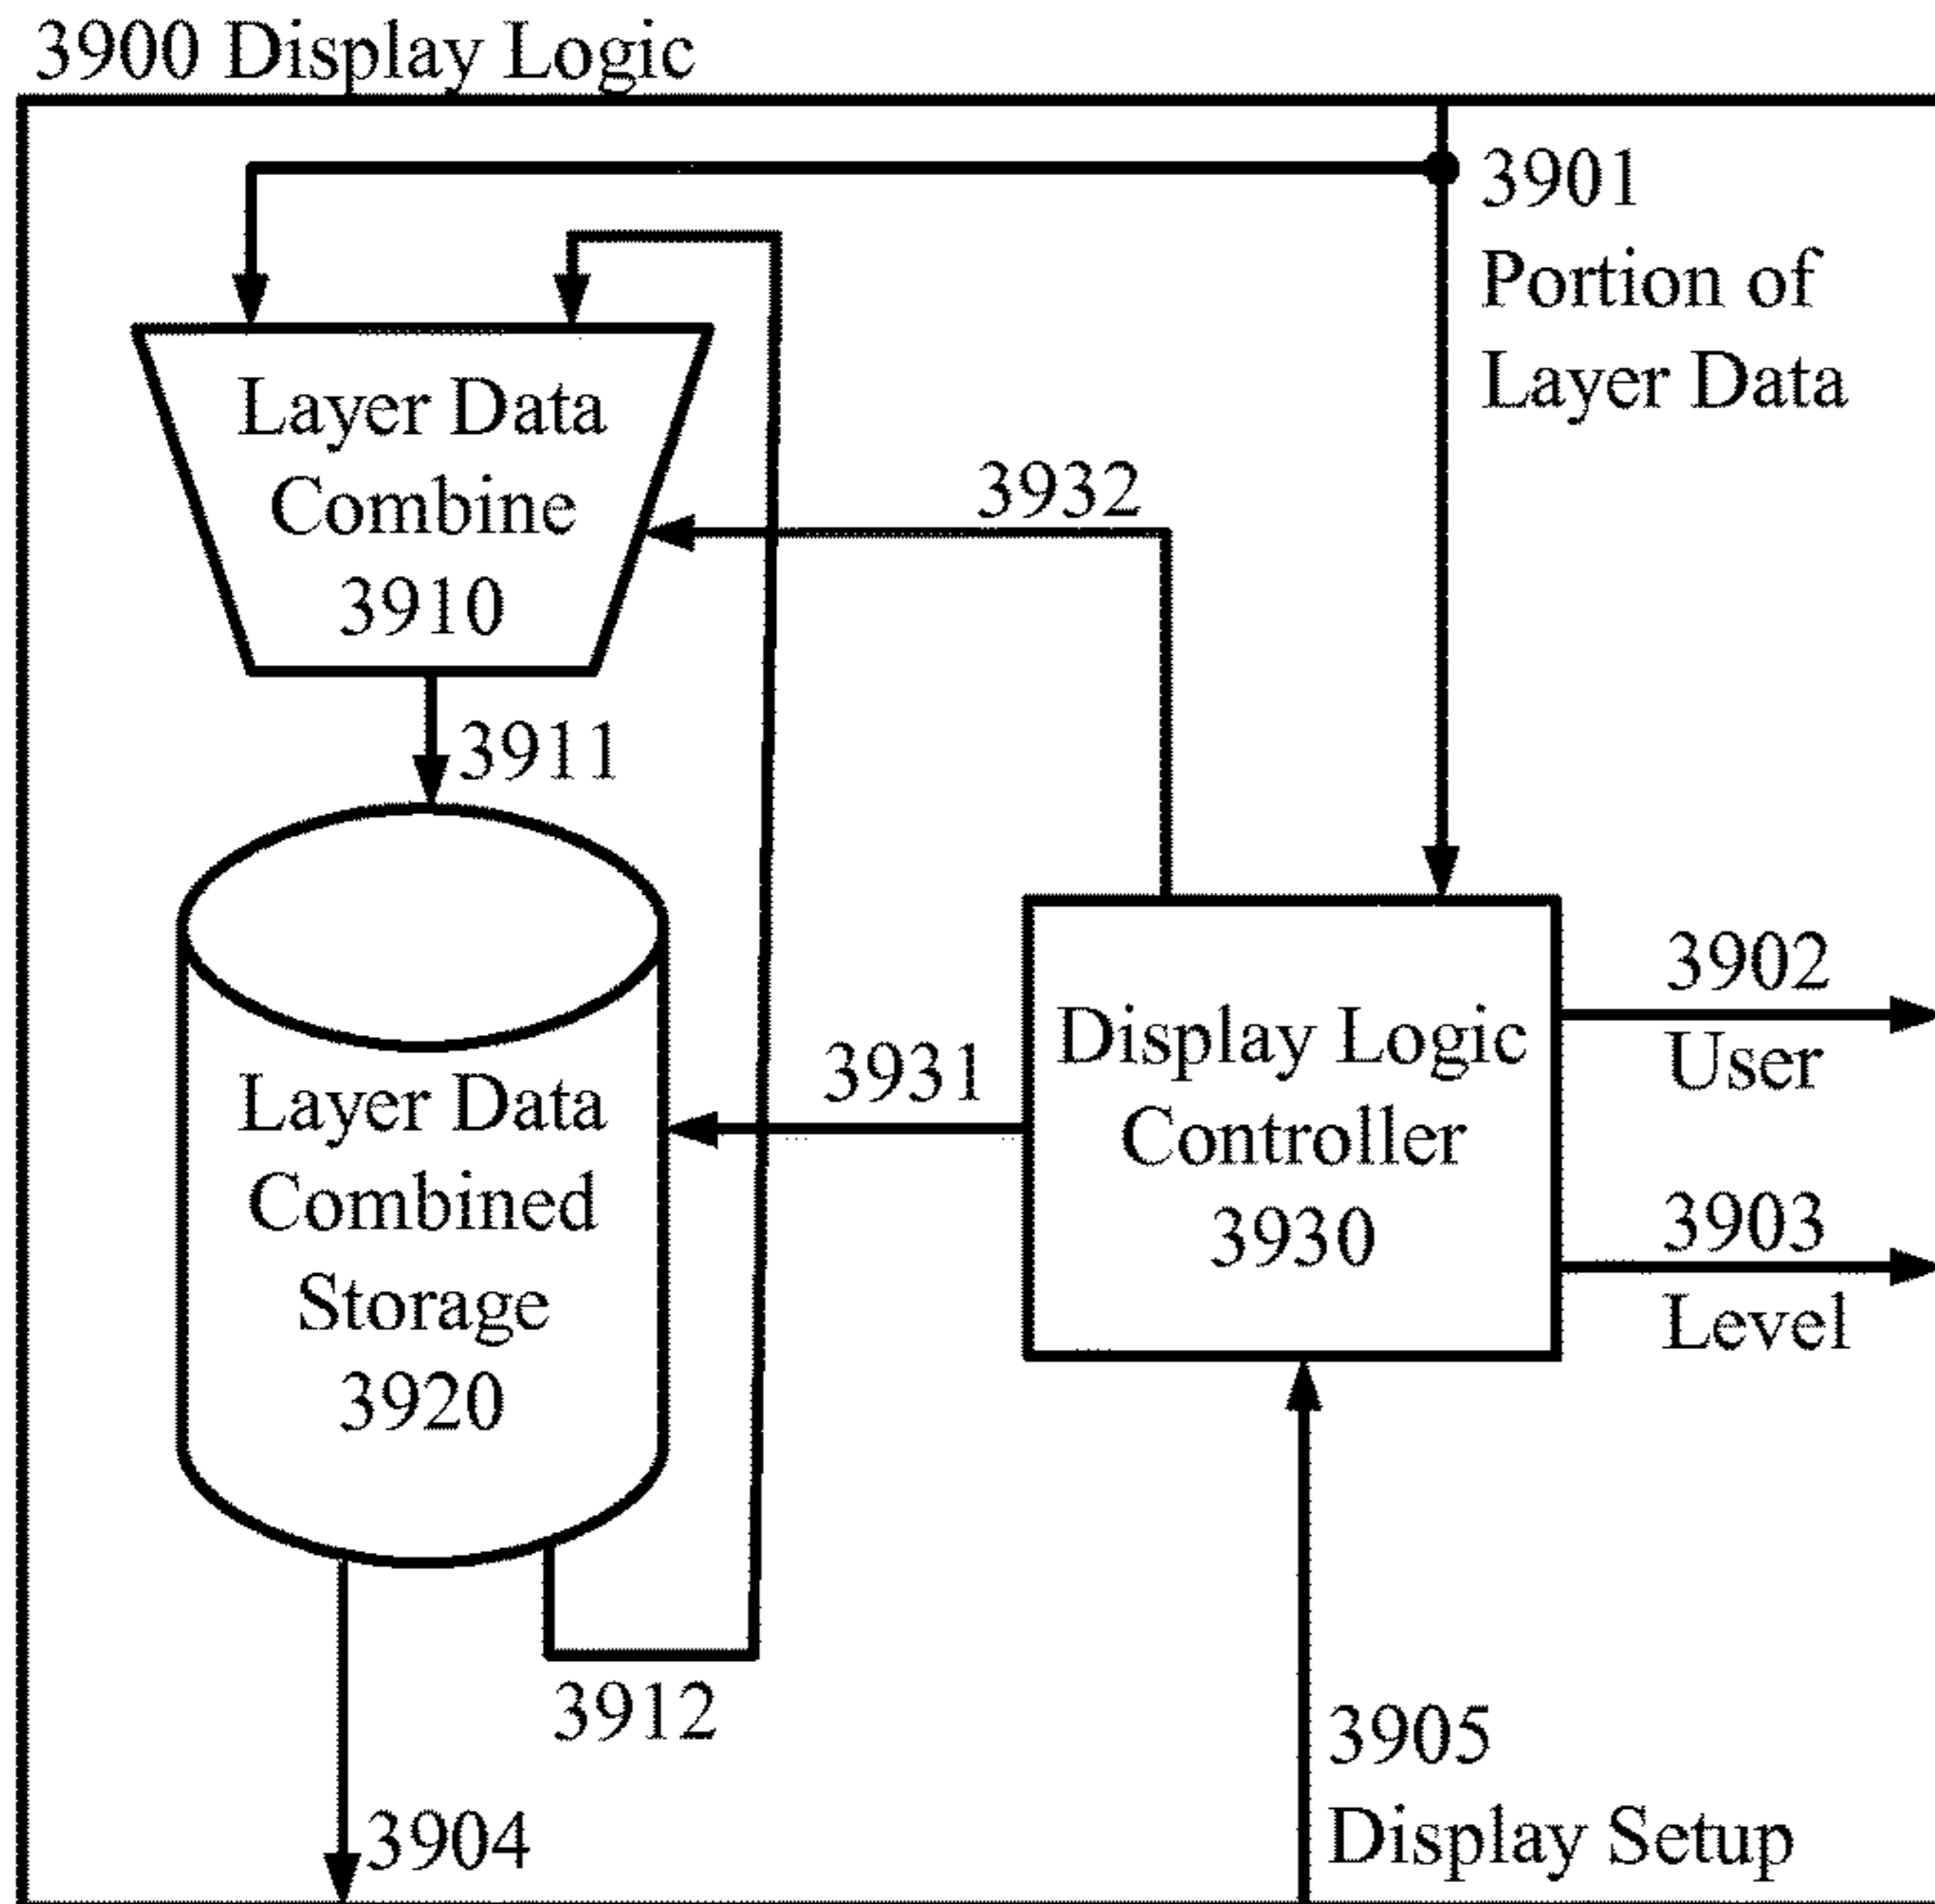 3900 Display Logic
3901
Portion of
Layer Data
Layer Data
Combine
3910
3932
3911
3902
User
Display Logic
Controller
3930
3931
Layer Data
Combined
Storage
3920
3903
Level
3912
3905
Display Setup
3904